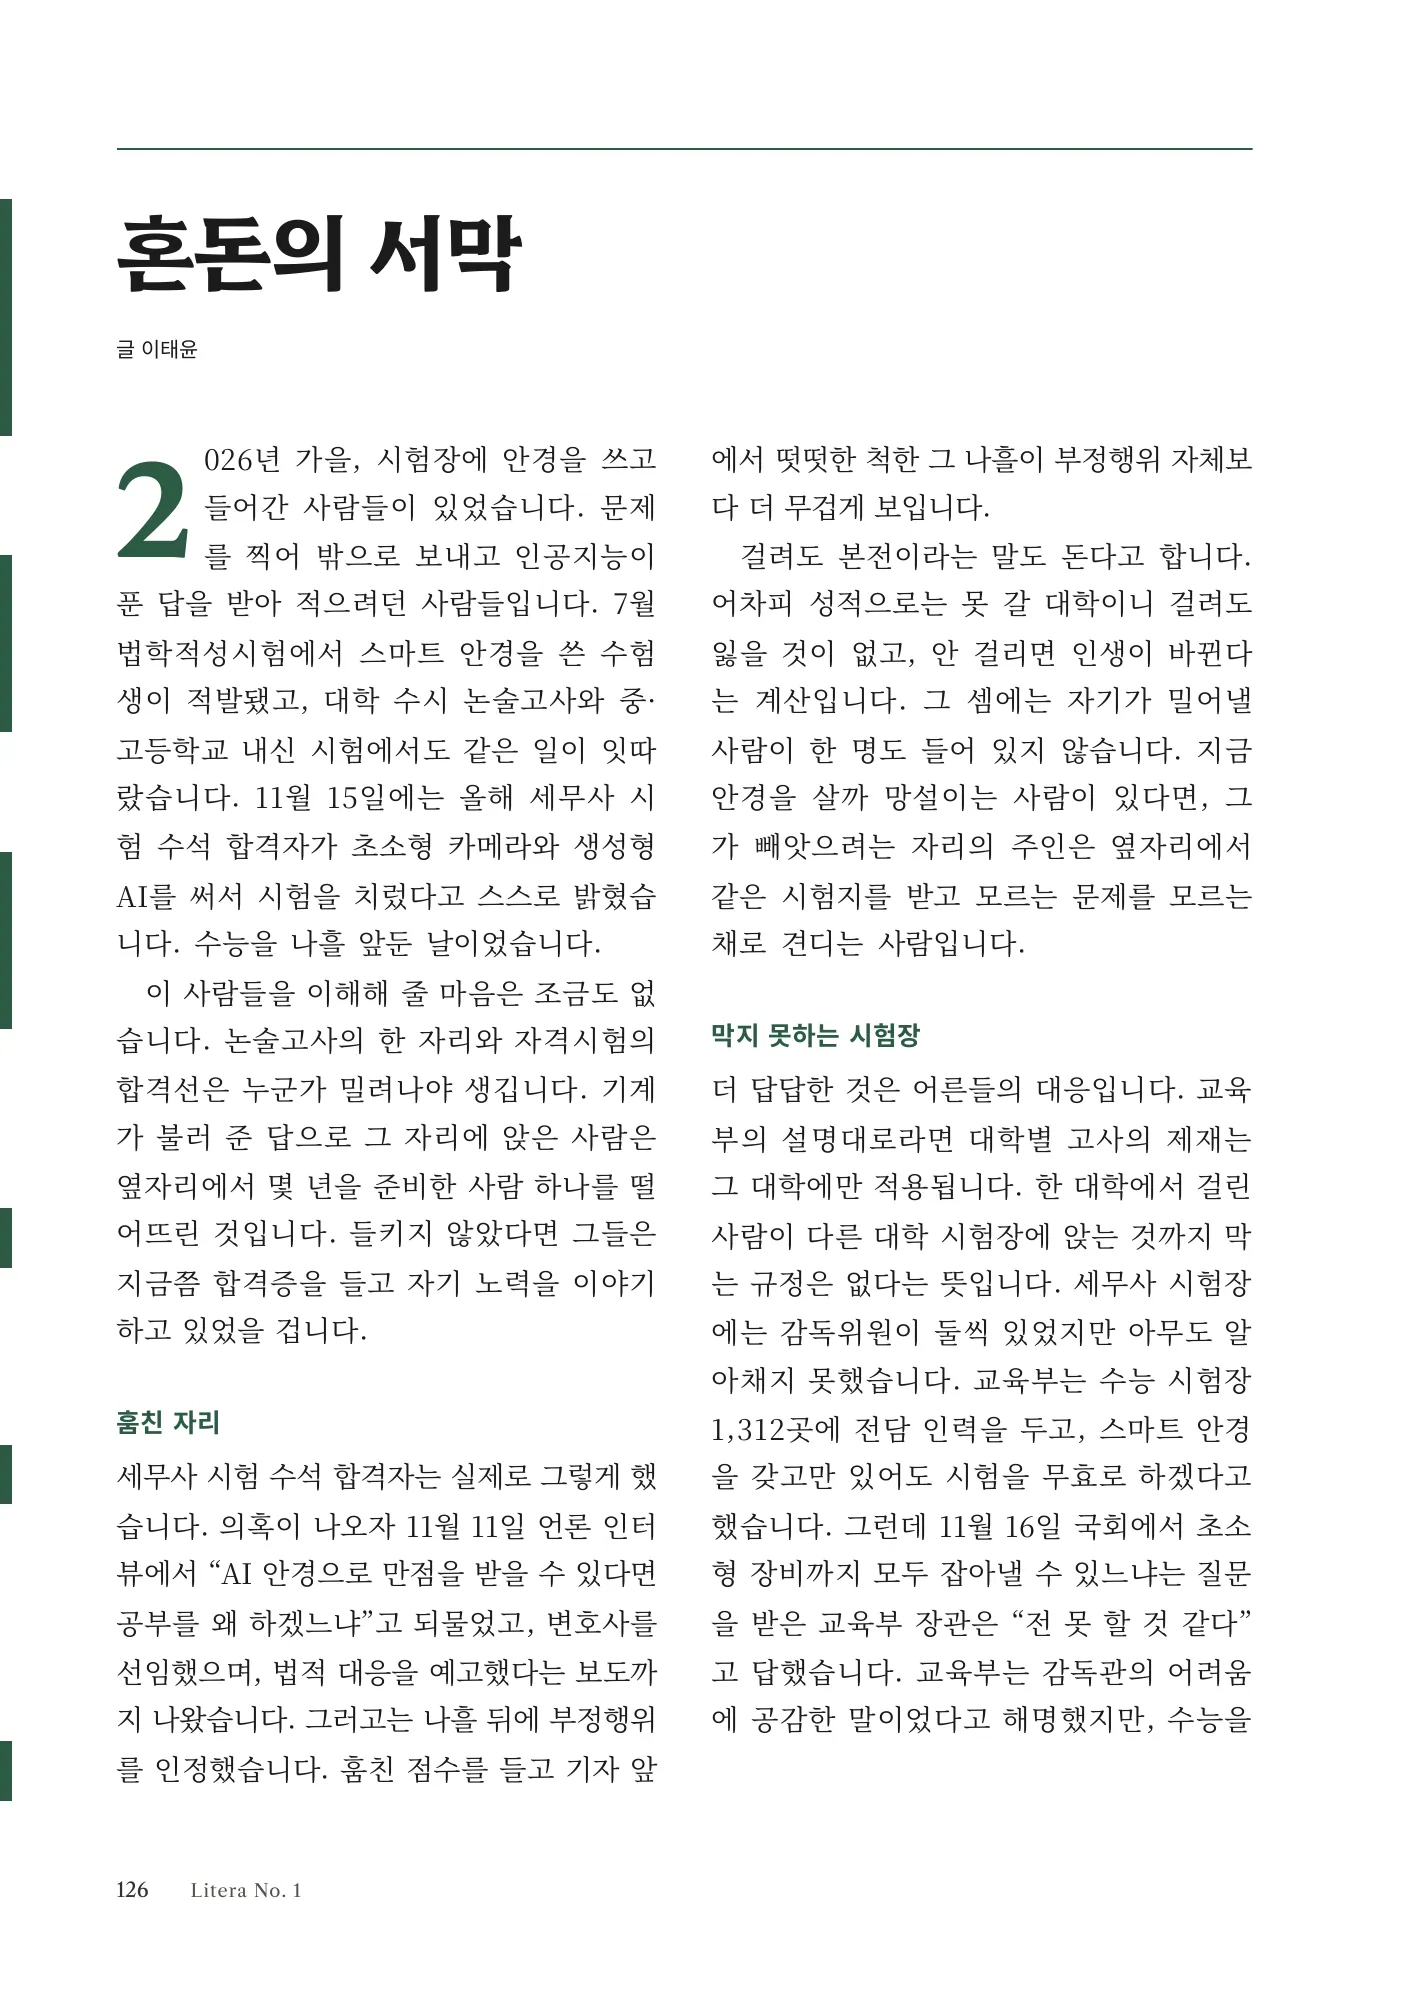 혼돈의 서막
글 이태윤
2026년 가을, 시험장에 안경을 쓰고
들어간 사람들이 있었습니다. 문제
를 찍어 밖으로 보내고 인공지능이
푼 답을 받아 적으려던 사람들입니다. 7월
법학적성시험에서 스마트 안경을 쓴 수험
생이 적발됐고, 대학 수시 논술고사와 중·
고등학교 내신 시험에서도 같은 일이 잇따
랐습니다. 11월 15일에는 올해 세무사 시
험 수석 합격자가 초소형 카메라와 생성형
AI를 써서 시험을 치렀다고 스스로 밝혔습
니다. 수능을 나흘 앞둔 날이었습니다.
이 사람들을 이해해 줄 마음은 조금도 없
습니다. 논술고사의 한 자리와 자격시험의
합격선은 누군가 밀려나야 생깁니다. 기계
가 불러 준 답으로 그 자리에 앉은 사람은
옆자리에서 몇 년을 준비한 사람 하나를 떨
어뜨린 것입니다. 들키지 않았다면 그들은
지금쯤 합격증을 들고 자기 노력을 이야기
하고 있었을 겁니다.
훔친 자리
세무사 시험 수석 합격자는 실제로 그렇게 했
습니다. 의혹이 나오자 11월 11일 언론 인터
뷰에서 “AI 안경으로 만점을 받을 수 있다면
공부를 왜 하겠느냐”고 되물었고, 변호사를
선임했으며, 법적 대응을 예고했다는 보도까
지 나왔습니다. 그러고는 나흘 뒤에 부정행위
를 인정했습니다. 훔친 점수를 들고 기자 앞
에서 떳떳한 척한 그 나흘이 부정행위 자체보
다 더 무겁게 보입니다.
걸려도 본전이라는 말도 돈다고 합니다.
어차피 성적으로는 못 갈 대학이니 걸려도
잃을 것이 없고, 안 걸리면 인생이 바뀐다
는 계산입니다. 그 셈에는 자기가 밀어낼
사람이 한 명도 들어 있지 않습니다. 지금
안경을 살까 망설이는 사람이 있다면, 그
가 빼앗으려는 자리의 주인은 옆자리에서
같은 시험지를 받고 모르는 문제를 모르는
채로 견디는 사람입니다.
막지 못하는 시험장
더 답답한 것은 어른들의 대응입니다. 교육
부의 설명대로라면 대학별 고사의 제재는
그 대학에만 적용됩니다. 한 대학에서 걸린
사람이 다른 대학 시험장에 앉는 것까지 막
는 규정은 없다는 뜻입니다. 세무사 시험장
에는 감독위원이 둘씩 있었지만 아무도 알
아채지 못했습니다. 교육부는 수능 시험장
1,312곳에 전담 인력을 두고, 스마트 안경
을 갖고만 있어도 시험을 무효로 하겠다고
했습니다. 그런데 11월 16일 국회에서 초소
형 장비까지 모두 잡아낼 수 있느냐는 질문
을 받은 교육부 장관은 “전 못 할 것 같다”
고 답했습니다. 교육부는 감독관의 어려움
에 공감한 말이었다고 해명했지만, 수능을
126 Litera No. 1